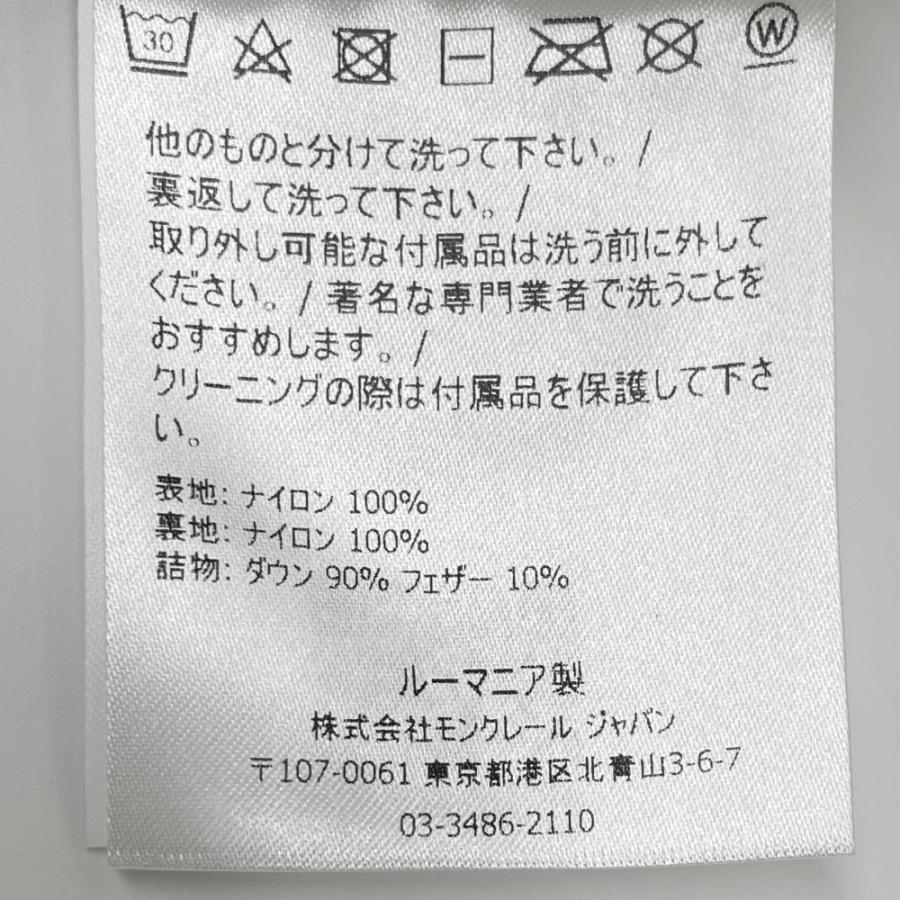 30
W
他のものと分けて洗って下さい。/
裏返して洗って下さい。/
取り外し可能な付属品は洗う前に外して
ください。/ 著名な専門業者で洗うことを
おすすめします。/
クリーニングの際は付属品を保護して下さ
い。
表地: ナイロン 100%
裏地: ナイロン 100%
詰物: ダウン 90% フェザー 10%
ルーマニア製
株式会社モンクレール ジャパン
〒107-0061 東京都港区北青山3-6-7
03-3486-2110